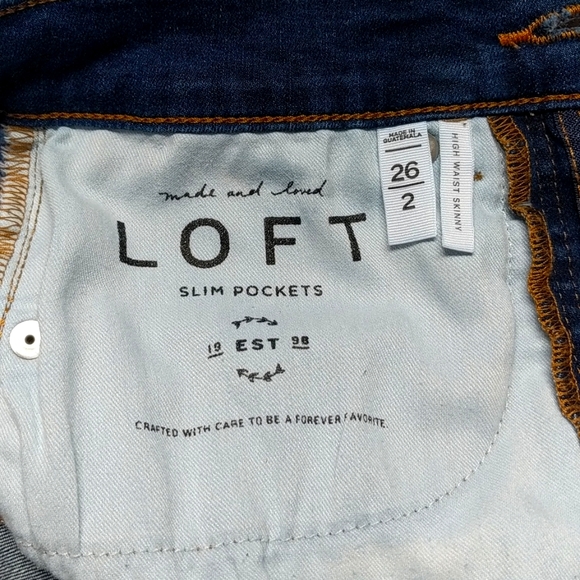 made and loved
LOFT
SLIM POCKETS
19 EST 98
CRAFTED WITH CARE TO BE A FOREVER FAVORITE
MADE IN
GUATEMALA
26
2
HIGH WAIST SKINNY